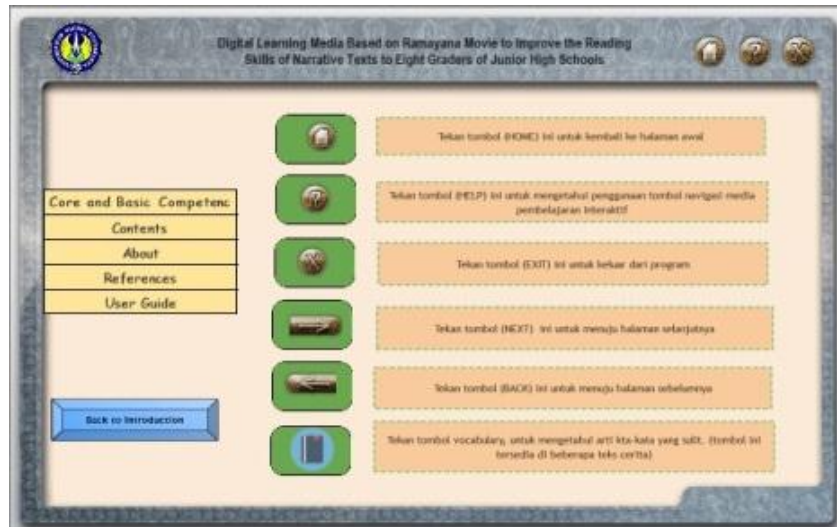 Digital Learning Media Based on Ramayana Movie to Improve the Reading
Skills of Narrative Texts to Eight Graders of Junior High Schools
Core and Basic Competenc
Contents
About
References
User Guide
Back to Introduction
Tekan tombol (HOME) ini untuk kembali ke halaman awal
Tekan tombol (HELP) ini untuk mengetahui penggunaan tombol navigasi media
pembelajaran interaktif
Tekan tombol (EXIT) ini untuk keluar dari program
Tekan tombol (NEXT) ini untuk menuju halaman selanjutnya
Tekan tombol (BACK) ini untuk menuju halaman sebelumnya
Tekan tombol vocabulary, untuk mengetahui arti kta-kata yang sulit. (tombol ini
tersedia di beberapa teks cerita)